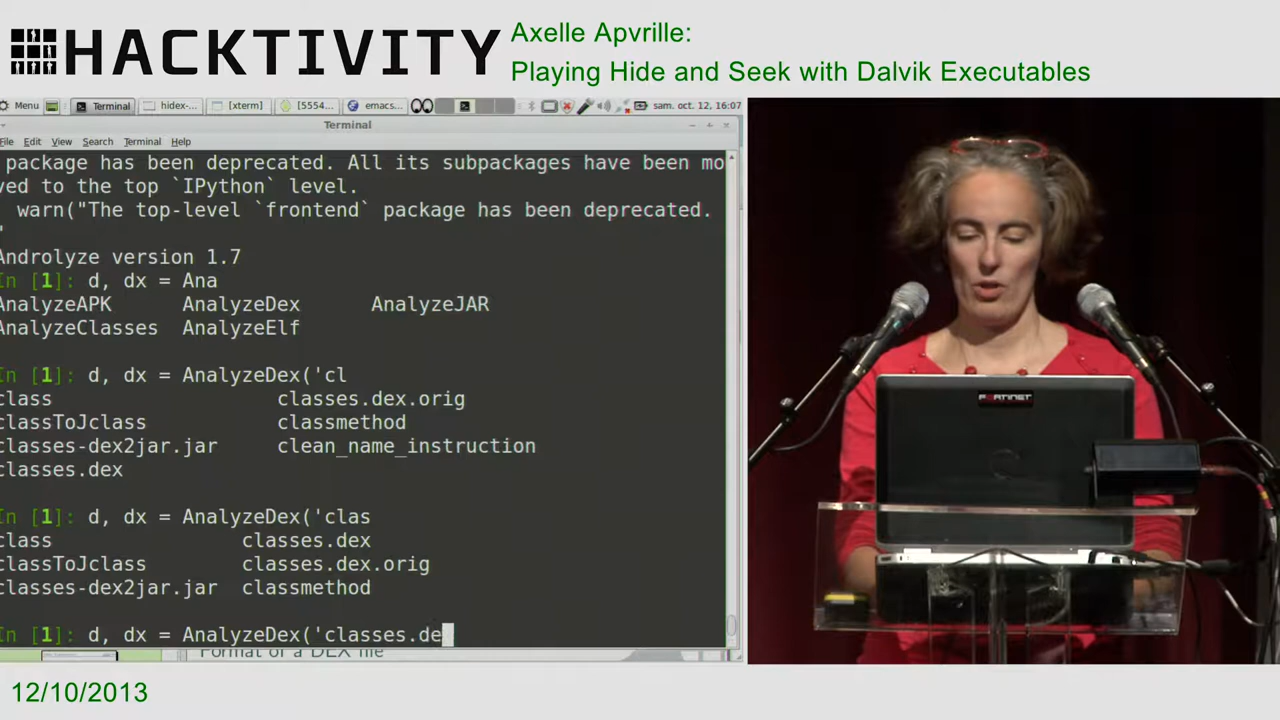 HACKTIVITY
Axelle Apvrille:
Playing Hide and Seek with Dalvik Executables
Menu Terminal hidex-... [xterm] [5554... emacs... sam. oct. 12, 16:07
Terminal
File Edit View Search Terminal Help
package has been deprecated. All its subpackages have been mo
ved to the top `IPython` level.
warn("The top-level `frontend` package has been deprecated.
Androlyze version 1.7
In [1]: d, dx = Ana
AnalyzeAPK AnalyzeDex AnalyzeJAR
AnalyzeClasses AnalyzeElf
In [1]: d, dx = AnalyzeDex('cl
class classes.dex.orig
classToJclass classmethod
classes-dex2jar.jar clean_name_instruction
classes.dex
In [1]: d, dx = AnalyzeDex('clas
class classes.dex
classToJclass classes.dex.orig
classes-dex2jar.jar classmethod
In [1]: d, dx = AnalyzeDex('classes.de
Format of a DEX file
FORTINET
12/10/2013